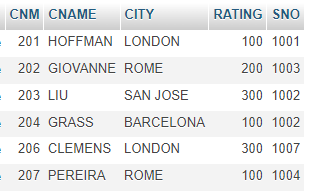 CNM CNAME CITY RATING SNO
201 HOFFMAN LONDON 100 1001
202 GIOVANNE ROME 200 1003
203 LIU SAN JOSE 300 1002
204 GRASS BARCELONA 100 1002
206 CLEMENS LONDON 300 1007
207 PEREIRA ROME 100 1004